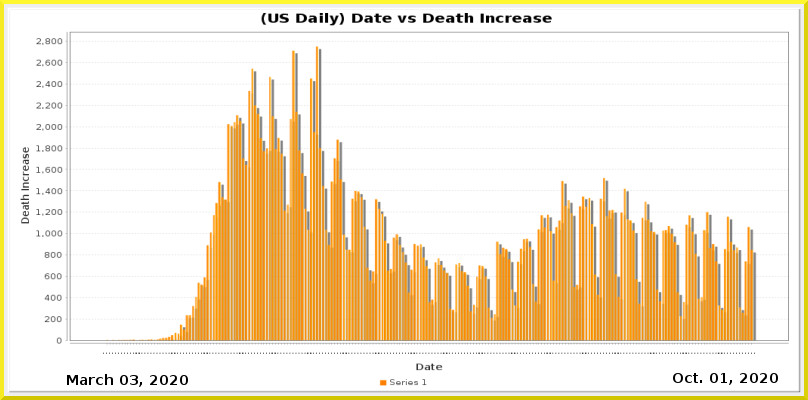 (US Daily) Date vs Death Increase
2,800
2,600
2,400
2,200
2,000
1,800
1,600
1,400
1,200
1,000
800
600
400
200
0
Death Increase
Date
March 03, 2020
Series 1
Oct. 01, 2020